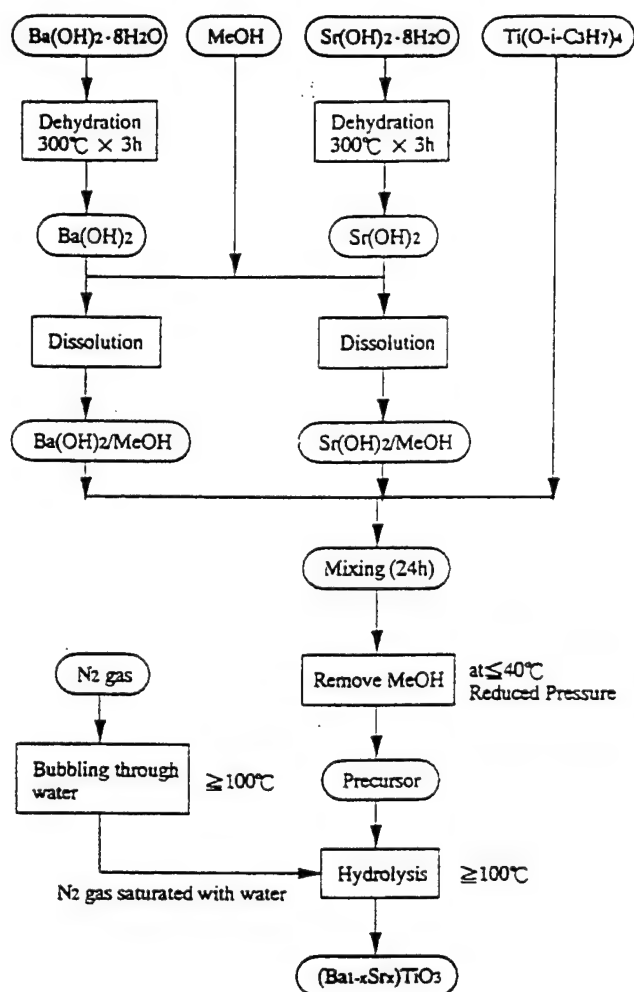 Ba(OH)2·8H2O
MeOH
Sr(OH)2·8H2O
Ti(O-i-C3H7)4
Dehydration
300℃ × 3h
Dehydration
300℃ × 3h
Ba(OH)2
Sr(OH)2
Dissolution
Dissolution
Ba(OH)2/MeOH
Sr(OH)2/MeOH
Mixing (24h)
N2 gas
Remove MeOH
at≦40℃
Reduced Pressure
Bubbling through
water
≧100℃
Precursor
N2 gas saturated with water
Hydrolysis
≧100℃
(Ba1-xSrx)TiO3